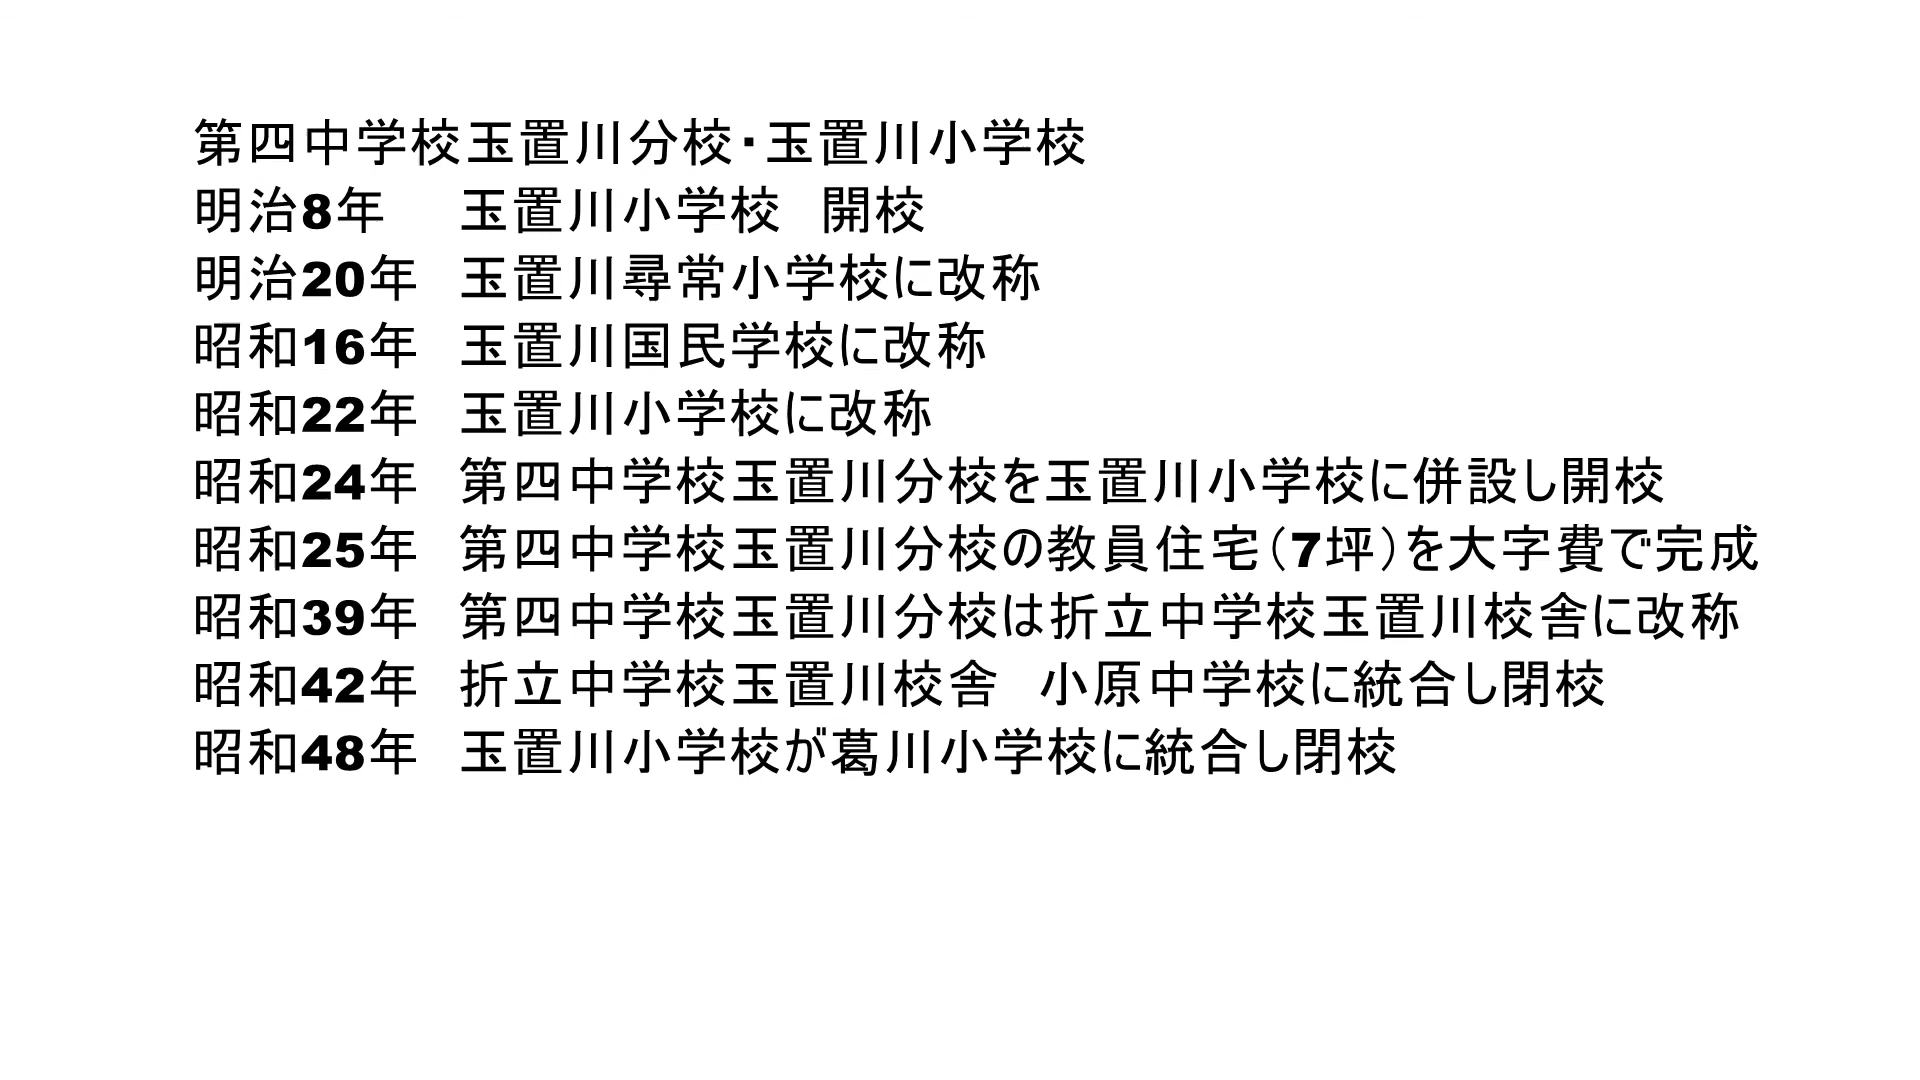 第四中学校玉置川分校・玉置川小学校
明治8年　玉置川小学校　開校
明治20年　玉置川尋常小学校に改称
昭和16年　玉置川国民学校に改称
昭和22年　玉置川小学校に改称
昭和24年　第四中学校玉置川分校を玉置川小学校に併設し開校
昭和25年　第四中学校玉置川分校の教員住宅（7坪）を大字費で完成
昭和39年　第四中学校玉置川分校は折立中学校玉置川校舎に改称
昭和42年　折立中学校玉置川校舎　小原中学校に統合し閉校
昭和48年　玉置川小学校が葛川小学校に統合し閉校